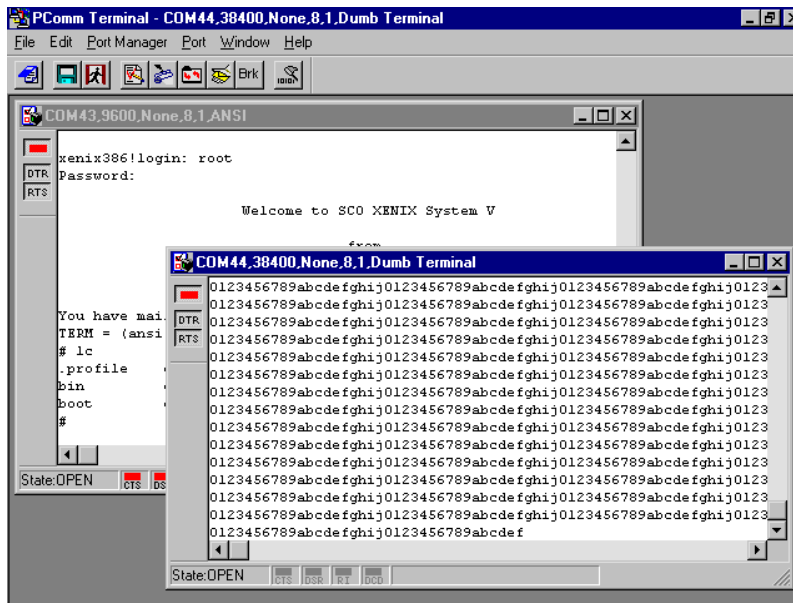 PComm Terminal - COM44,38400,None,8,1,Dumb Terminal
File Edit Port Manager Port Window Help
Brk
COM43,9600,None,8,1,ANSI
DTR
RTS
xenix386!login: root
Password:
Welcome to SCO XENIX System V
from
You have mai
TERM = (ansi
# lc
.profile
bin
boot
#
State:OPEN CTS DS
COM44,38400,None,8,1,Dumb Terminal
DTR
RTS
0123456789abcdefghij0123456789abcdefghij0123456789abcdefghij0123
0123456789abcdefghij0123456789abcdefghij0123456789abcdefghij0123
0123456789abcdefghij0123456789abcdefghij0123456789abcdefghij0123
0123456789abcdefghij0123456789abcdefghij0123456789abcdefghij0123
0123456789abcdefghij0123456789abcdefghij0123456789abcdefghij0123
0123456789abcdefghij0123456789abcdefghij0123456789abcdefghij0123
0123456789abcdefghij0123456789abcdefghij0123456789abcdefghij0123
0123456789abcdefghij0123456789abcdefghij0123456789abcdefghij0123
0123456789abcdefghij0123456789abcdefghij0123456789abcdefghij0123
0123456789abcdefghij0123456789abcdefghij0123456789abcdefghij0123
0123456789abcdefghij0123456789abcdefghij0123456789abcdefghij0123
0123456789abcdefghij0123456789abcdefghij0123456789abcdefghij0123
0123456789abcdefghij0123456789abcdefghij0123456789abcdefghij0123
0123456789abcdefghij0123456789abcdefghij0123456789abcdefghij0123
0123456789abcdefghij0123456789abcdef
State:OPEN CTS DSR RI DCD